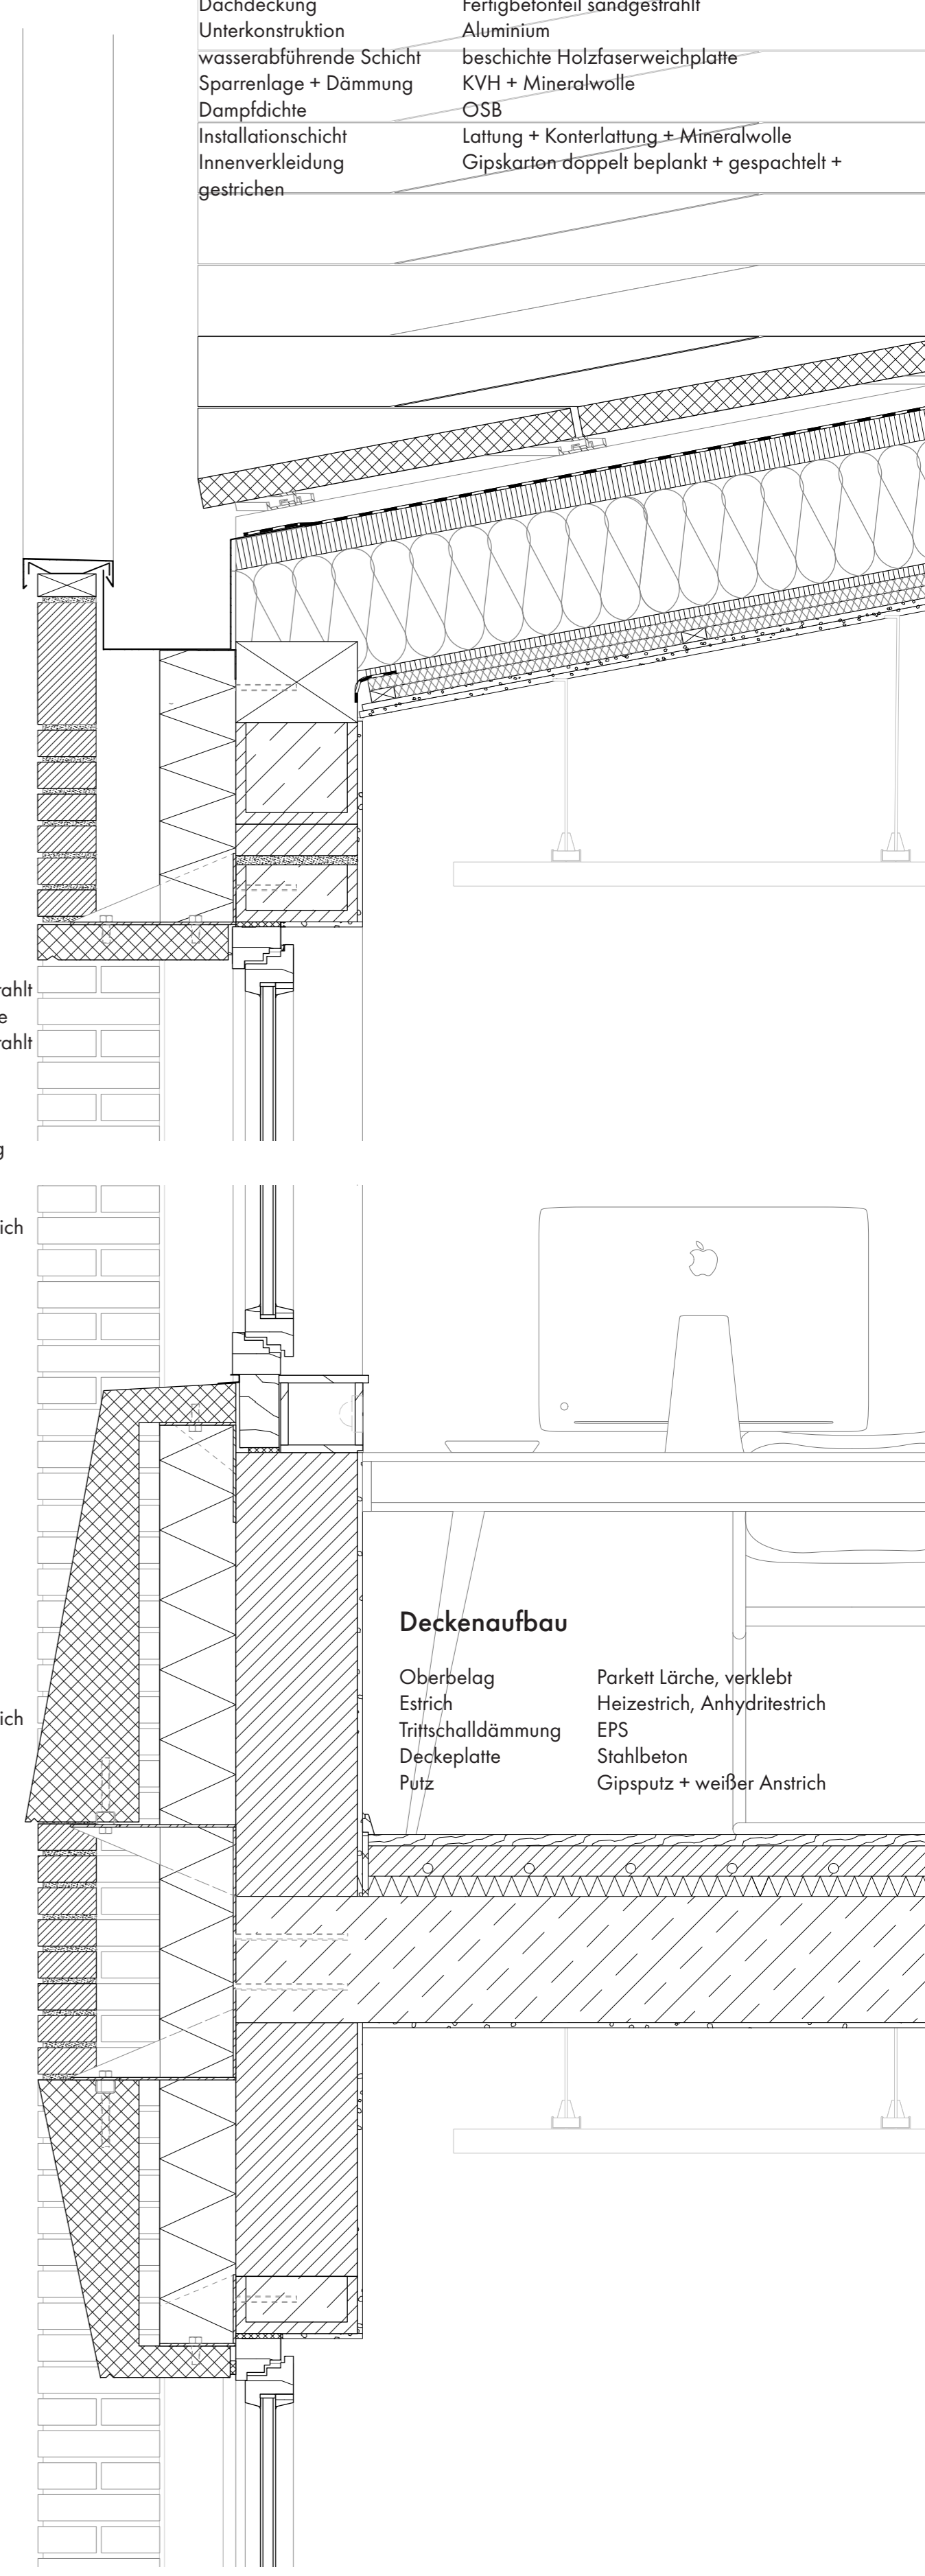 Dachdeckung Fertigbetonteil sandgestrahlt
Unterkonstruktion Aluminium
wasserabführende Schicht beschichte Holzfaserweichplatte
Sparrenlage + Dämmung KVH + Mineralwolle
Dampfdichte OSB
Installationschicht Lattung + Konterlattung + Mineralwolle
Innenverkleidung Gipskarton doppelt beplankt + gespachtelt +
gestrichen
Deckenaufbau
Oberbelag Parkett Lärche, verklebt
Estrich Heizestrich, Anhydritestrich
Trittschalldämmung EPS
Deckeplatte Stahlbeton
Putz Gipsputz + weißer Anstrich